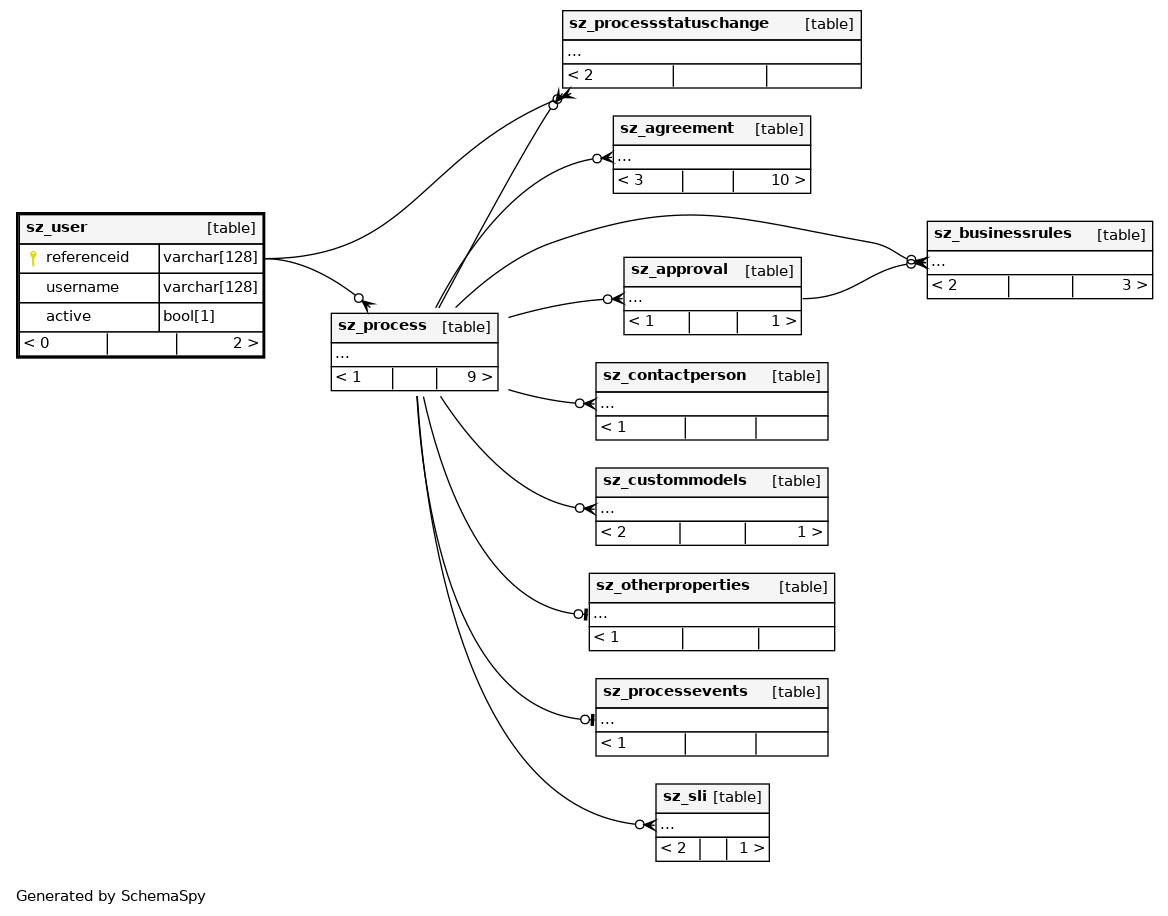 sz_processstatuschange [table]
...
< 2
sz_agreement [table]
...
< 3 10 >
sz_user [table]
referenceid varchar[128]
username varchar[128]
active bool[1]
< 0 2 >
sz_businessrules [table]
...
< 2 3 >
sz_approval [table]
...
< 1 1 >
sz_process [table]
...
< 1 9 >
sz_contactperson [table]
...
< 1
sz_custommodels [table]
...
< 2 1 >
sz_otherproperties [table]
...
< 1
sz_processevents [table]
...
< 1
sz_sli [table]
...
< 2 1 >
Generated by SchemaSpy